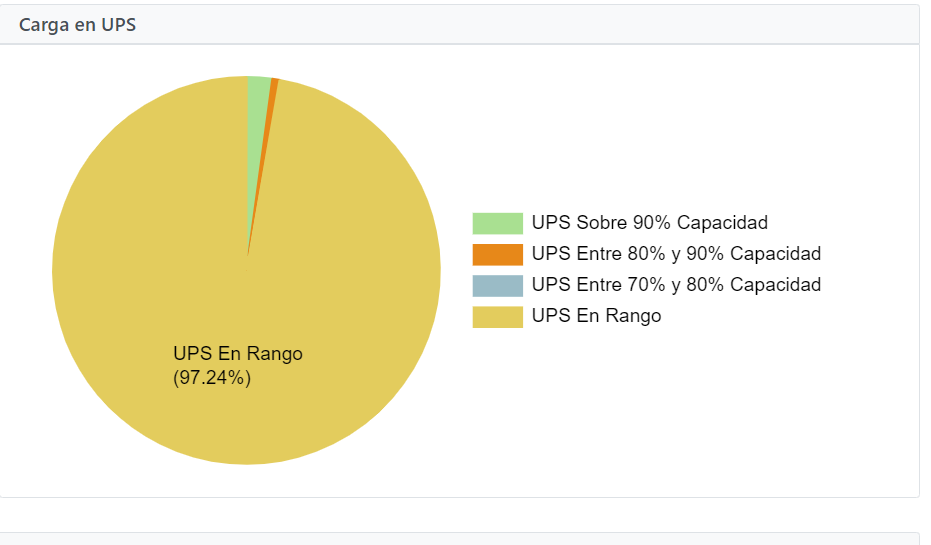 Carga en UPS
UPS Sobre 90% Capacidad
UPS Entre 80% y 90% Capacidad
UPS Entre 70% y 80% Capacidad
UPS En Rango
UPS En Rango
(97.24%)